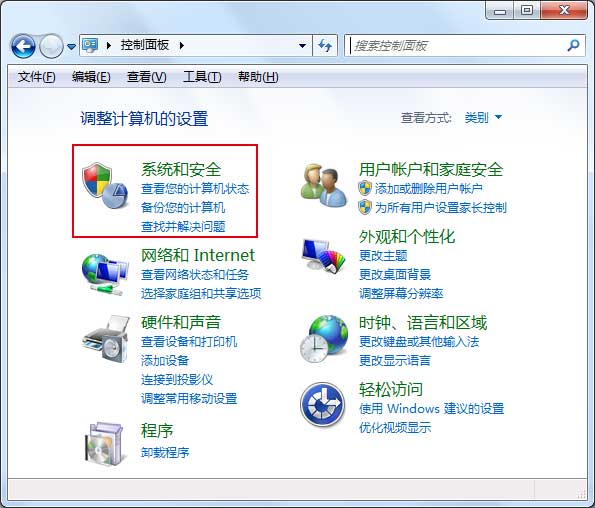 控制面板
搜索控制面板
文件(F) 编辑(E) 查看(V) 工具(T) 帮助(H)
调整计算机的设置
查看方式: 类别
系统和安全
查看您的计算机状态
备份您的计算机
查找并解决问题
网络和 Internet
查看网络状态和任务
选择家庭组和共享选项
硬件和声音
查看设备和打印机
添加设备
连接到投影仪
调整常用移动设置
程序
卸载程序
用户帐户和家庭安全
添加或删除用户帐户
为所有用户设置家长控制
外观和个性化
更改主题
更改桌面背景
调整屏幕分辨率
时钟、语言和区域
更改键盘或其他输入法
更改显示语言
轻松访问
使用 Windows 建议的设置
优化视频显示